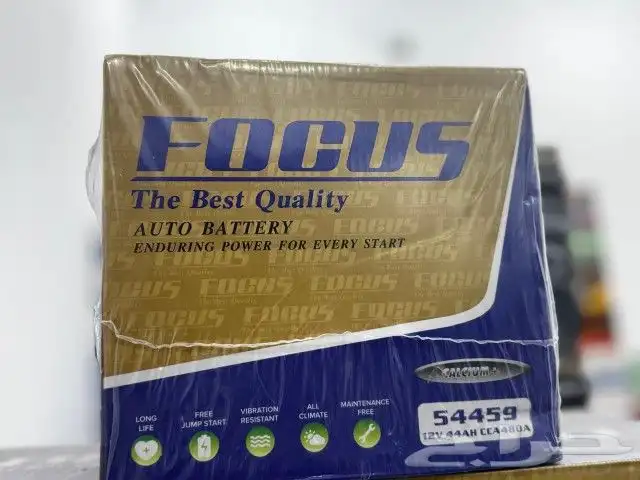 FOCUS
The Best Quality
AUTO BATTERY
ENDURING POWER FOR EVERY START
CALCIUM+
LONG
LIFE
FREE
JUMP START
VIBRATION
RESISTANT
ALL
CLIMATE
MAINTENANCE
FREE
54459
12V 44AH CCA480A
حراج